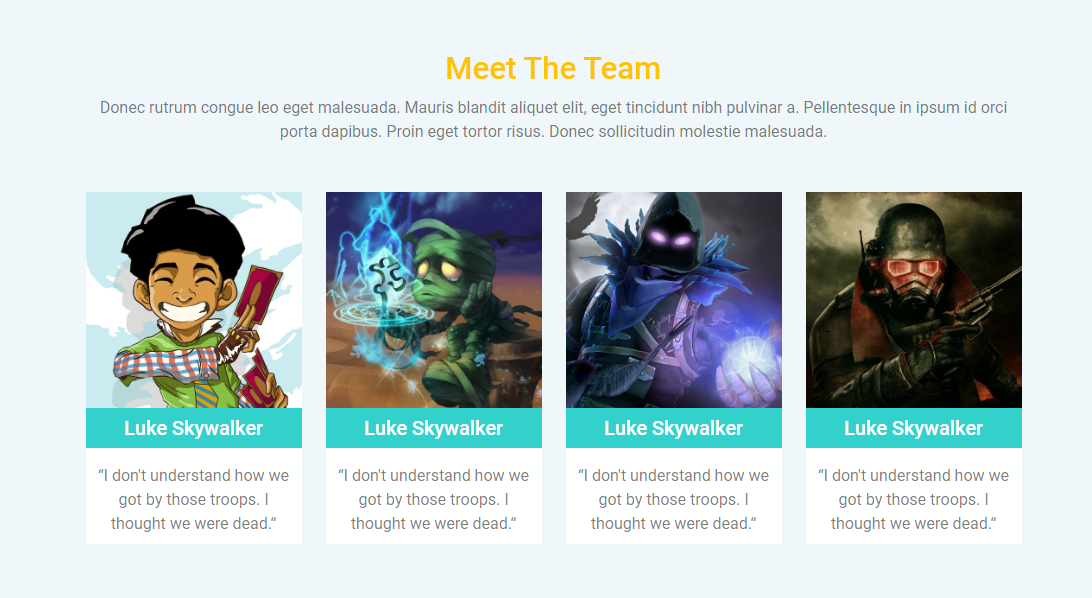 Meet The Team
Donec rutrum congue leo eget malesuada. Mauris blandit aliquet elit, eget tincidunt nibh pulvinar a. Pellentesque in ipsum id orci
porta dapibus. Proin eget tortor risus. Donec sollicitudin molestie malesuada.
Luke Skywalker
“I don't understand how we
got by those troops. I
thought we were dead.“
Luke Skywalker
“I don't understand how we
got by those troops. I
thought we were dead.“
Luke Skywalker
“I don't understand how we
got by those troops. I
thought we were dead.“
Luke Skywalker
“I don't understand how we
got by those troops. I
thought we were dead.“